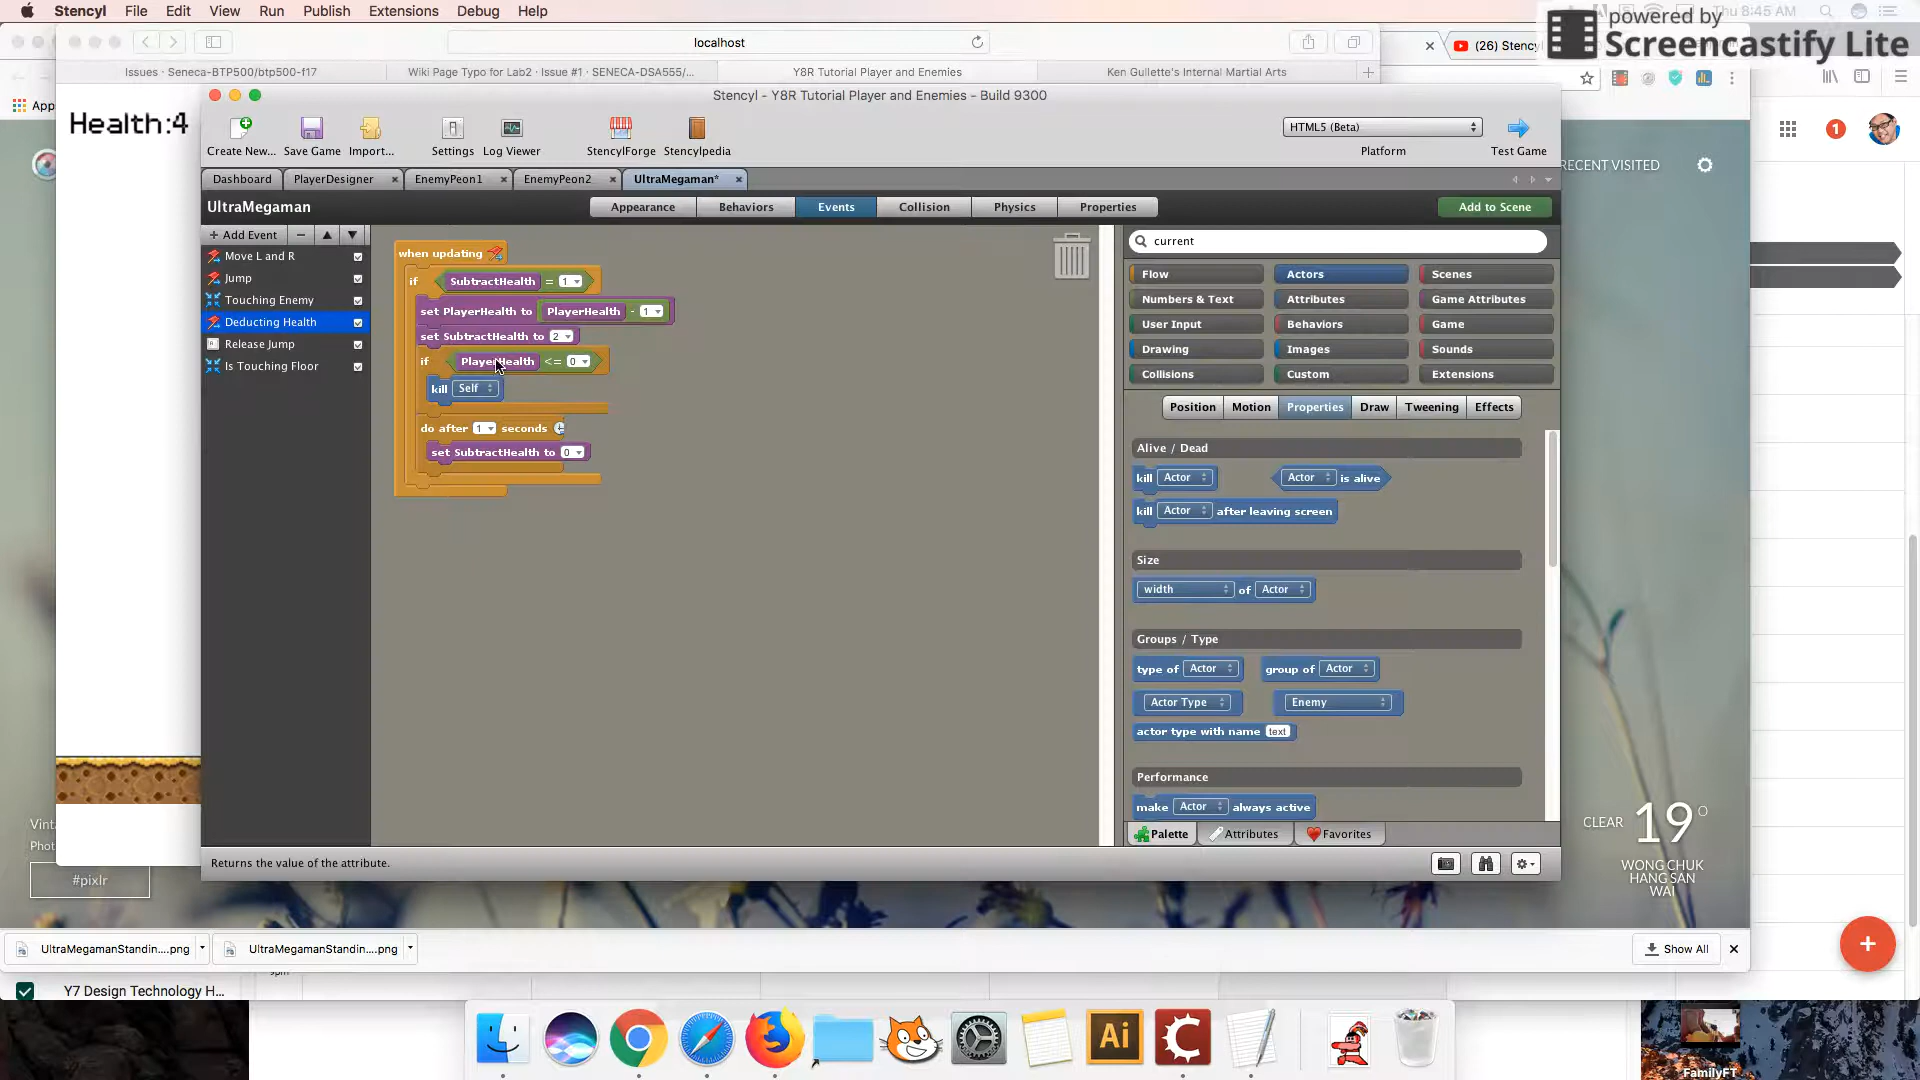 Stencyl File Edit View Run Publish Extensions Debug Help
Thu 8:45 AM
powered by
Screencastify Lite
localhost
(26) Stency
Issues · Seneca-BTP500/btp500-f17
Wiki Page Typo for Lab2 · Issue #1 · SENECA-DSA555/...
Y8R Tutorial Player and Enemies
Ken Gullette's Internal Martial Arts
App
Health:4
Stencyl - Y8R Tutorial Player and Enemies - Build 9300
Create New...
Save Game
Import...
Settings
Log Viewer
StencylForge
Stencylpedia
HTML5 (Beta)
Platform
Test Game
1
RECENT VISITED
Dashboard
PlayerDesigner
EnemyPeon1
EnemyPeon2
UltraMegaman*
UltraMegaman
Appearance
Behaviors
Events
Collision
Physics
Properties
Add to Scene
+ Add Event
Move L and R
Jump
Touching Enemy
Deducting Health
Release Jump
Is Touching Floor
when updating
if SubtractHealth = 1
set PlayerHealth to PlayerHealth - 1
set SubtractHealth to 2
if PlayerHealth <= 0
kill Self
do after 1 seconds
set SubtractHealth to 0
current
Flow Actors Scenes
Numbers & Text Attributes Game Attributes
User Input Behaviors Game
Drawing Images Sounds
Collisions Custom Extensions
Position Motion Properties Draw Tweening Effects
Alive / Dead
kill Actor
Actor is alive
kill Actor after leaving screen
Size
width of Actor
Groups / Type
type of Actor
group of Actor
Actor Type
Enemy
actor type with name text
Performance
make Actor always active
Palette Attributes Favorites
Returns the value of the attribute.
#pixlr
CLEAR 19°
WONG CHUK
HANG SAN
WAI
UltraMegamanStandin....png
UltraMegamanStandin....png
Show All
9pm
Y7 Design Technology H...
Ai
FamilyFT